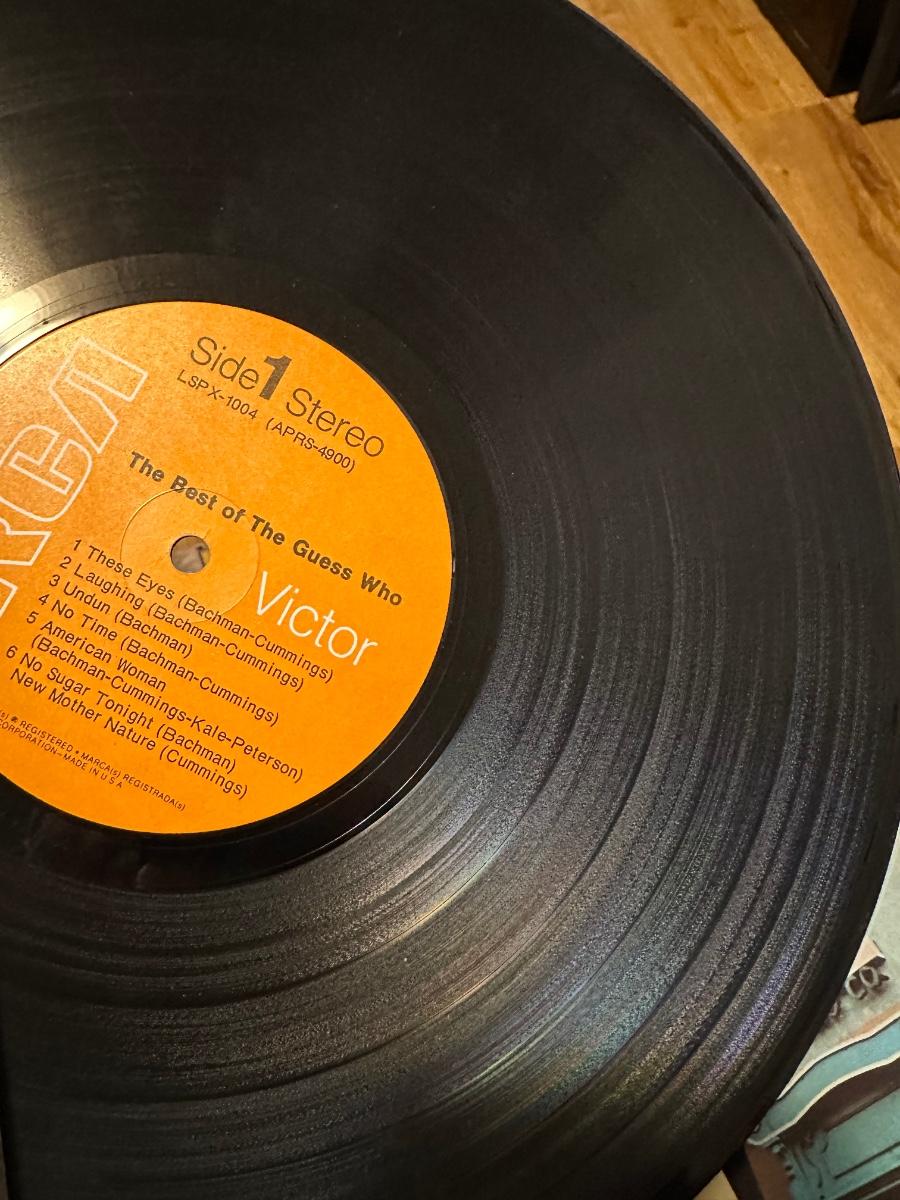 RCA
Side 1 Stereo
LSPX-1004 (APRS-4900)
The Best of The Guess Who
Victor
1 These Eyes (Bachman-Cummings)
2 Laughing (Bachman-Cummings)
3 Undun (Bachman)
4 No Time (Bachman-Cummings)
5 American Woman
(Bachman-Cummings-Kale-Peterson)
6 No Sugar Tonight (Bachman)
New Mother Nature (Cummings)
(s) ® REGISTERED • MARCA(s) REGISTRADA(s)
CORPORATION—MADE IN U S A
CO.